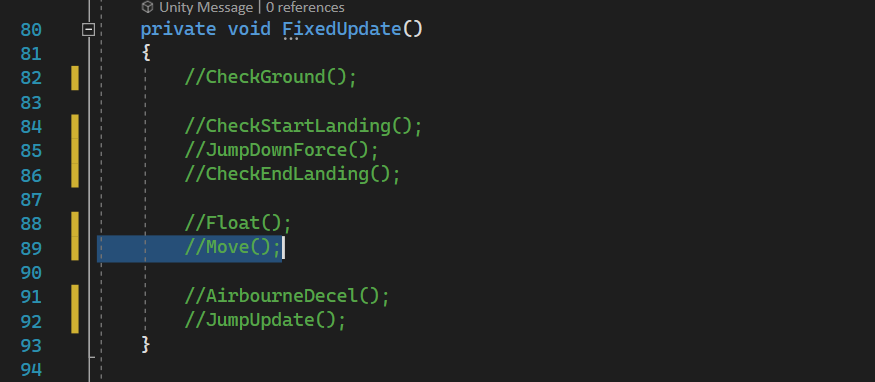 Unity Message | 0 references
80 private void FixedUpdate()
81 {
82 //CheckGround();
83
84 //CheckStartLanding();
85 //JumpDownForce();
86 //CheckEndLanding();
87
88 //Float();
89 //Move();
90
91 //AirbourneDecel();
92 //JumpUpdate();
93 }
94